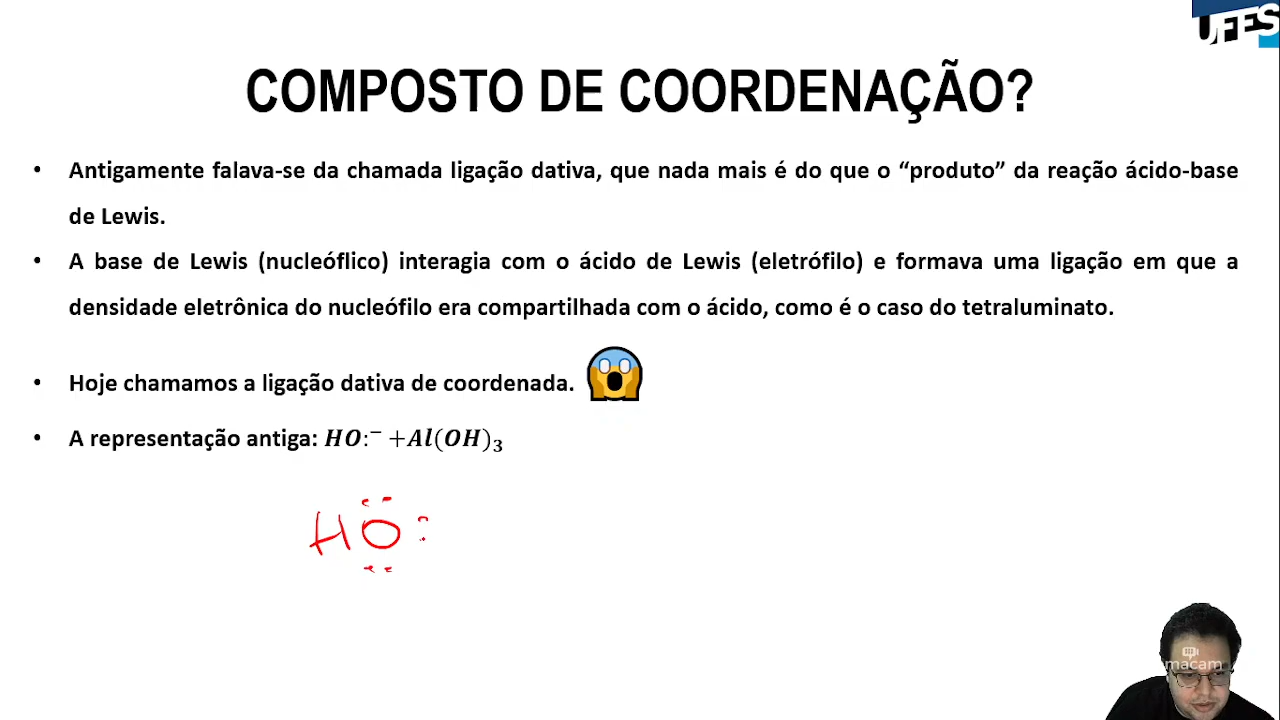 UFES
COMPOSTO DE COORDENAÇÃO?
• Antigamente falava-se da chamada ligação dativa, que nada mais é do que o “produto” da reação ácido-base
de Lewis.
• A base de Lewis (nucleóflico) interagia com o ácido de Lewis (eletrófilo) e formava uma ligação em que a
densidade eletrônica do nucleófilo era compartilhada com o ácido, como é o caso do tetraluminato.
• Hoje chamamos a ligação dativa de coordenada.
• A representação antiga: HO:⁻ +Al(OH)₃
HO:
macam